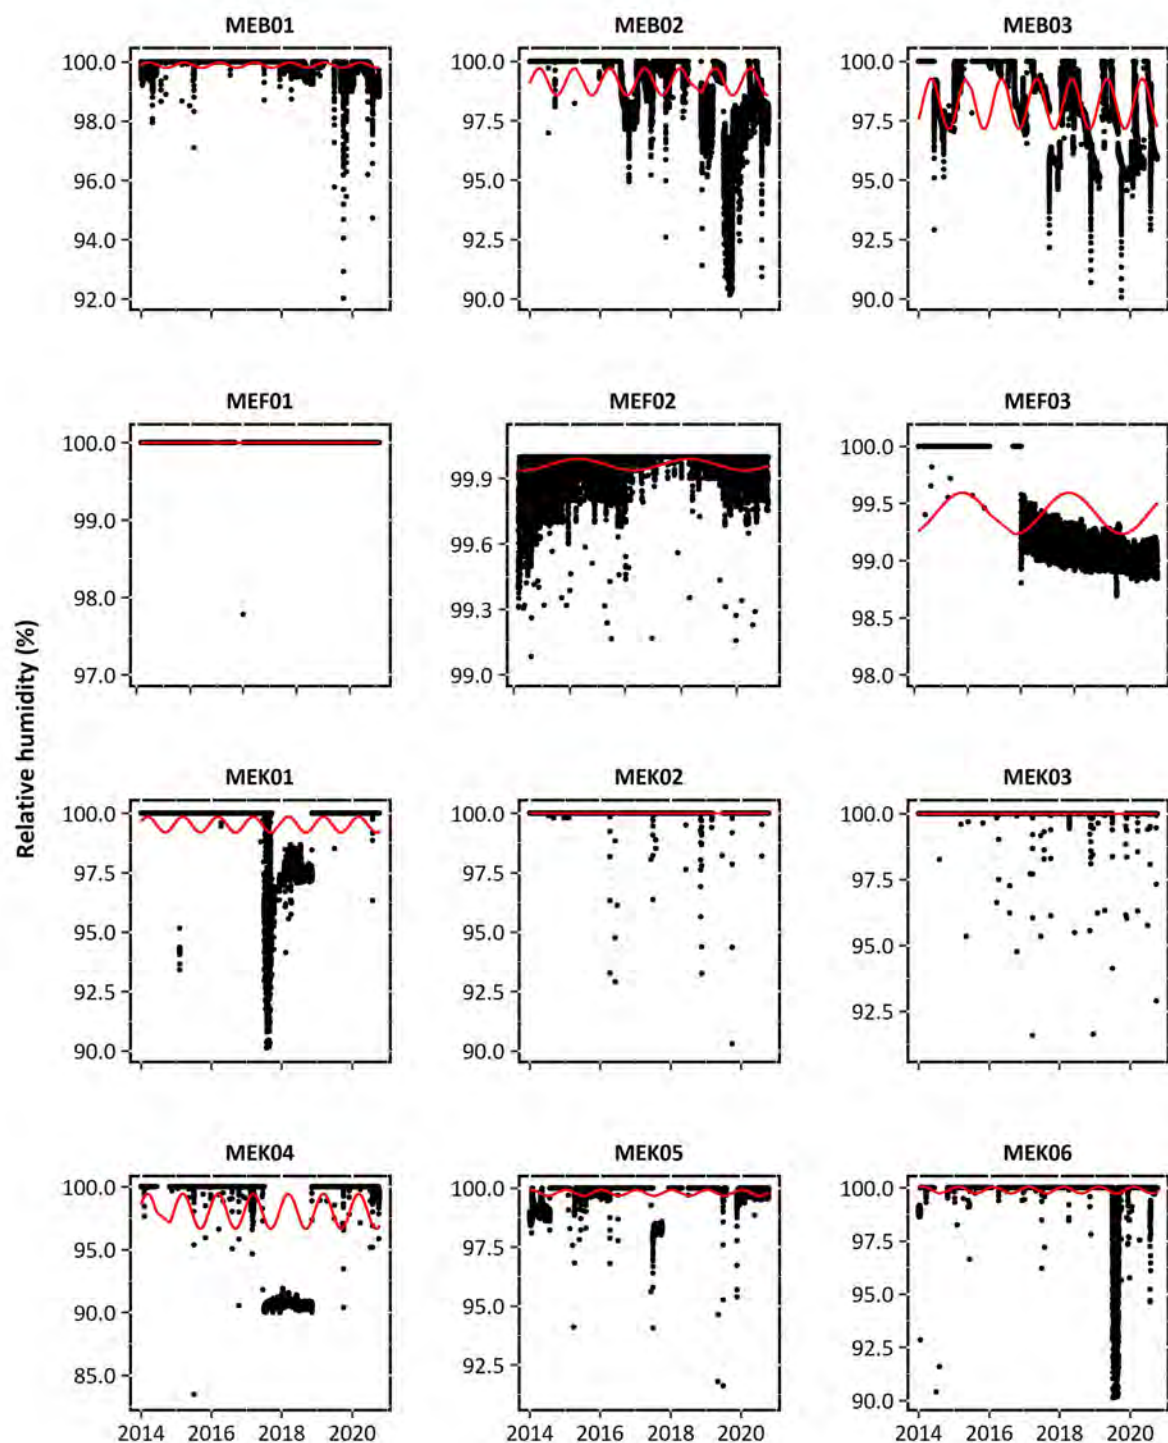 MEB01 MEB02 MEB03
100.0 100.0 100.0
98.0 97.5 97.5
96.0 95.0 95.0
94.0 92.5 92.5
92.0 90.0 90.0
MEF01 MEF02 MEF03
100.0 99.9 100.0
99.0 99.6 99.5
98.0 99.3 99.0
97.0 99.0 98.5
98.0
Relative humidity (%)
MEK01 MEK02 MEK03
100.0 100.0 100.0
97.5 97.5 97.5
95.0 95.0 95.0
92.5 92.5 92.5
90.0 90.0
MEK04 MEK05 MEK06
100.0 100.0 100.0
95.0 97.5 97.5
90.0 95.0 95.0
85.0 92.5 92.5
90.0
2014 2016 2018 2020 2014 2016 2018 2020 2014 2016 2018 2020